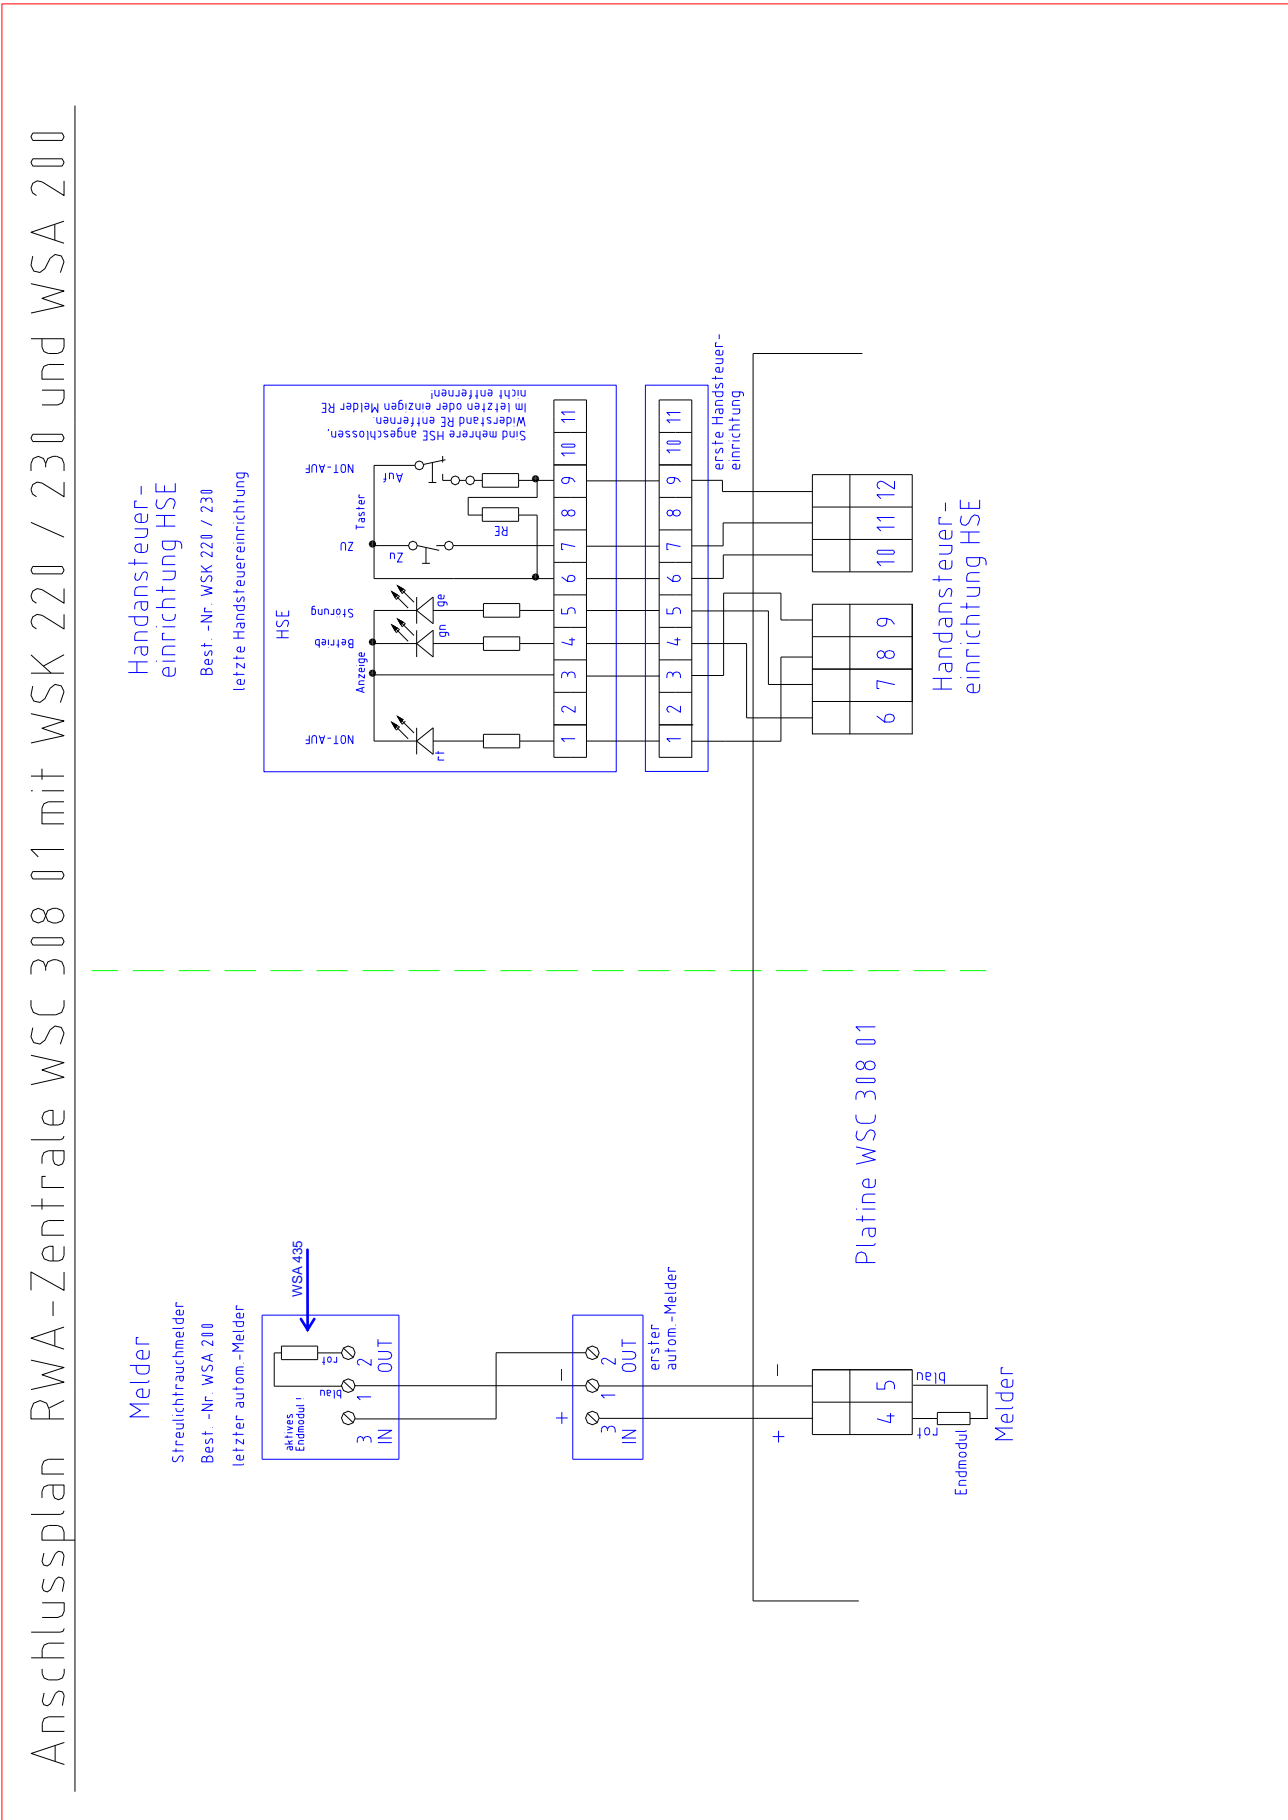 Anschlussplan RWA-Zentrale WSC 308 01 mit WSK 220 / 230 und WSA 200
Melder
Streulichtrauchmelder
Best. -Nr. WSA 200
letzter autom.-Melder
WSA 435
aktives
Endmodul !
rot
blau
3 1 2
IN OUT
+ -
3 1 2
IN OUT
erster
autom.-Melder
+ -
4 5
rot blau
Endmodul
Melder
Platine WSC 308 01
Handansteuer-
einrichtung HSE
Best. -Nr. WSK 220 / 230
letzte Handsteuereinrichtung
HSE
NOT-AUF Betrieb Störung ZU NOT-AUF
Anzeige Taster
Zu Auf
rt gn ge
RE
Sind mehrere HSE angeschlossen,
Widerstand RE entfernen.
Im letzten oder einzigen Melder RE
nicht entfernen!
1 2 3 4 5 6 7 8 9 10 11
1 2 3 4 5 6 7 8 9 10 11
erste Handsteuer-
einrichtung
6 7 8 9 10 11 12
Handansteuer-
einrichtung HSE